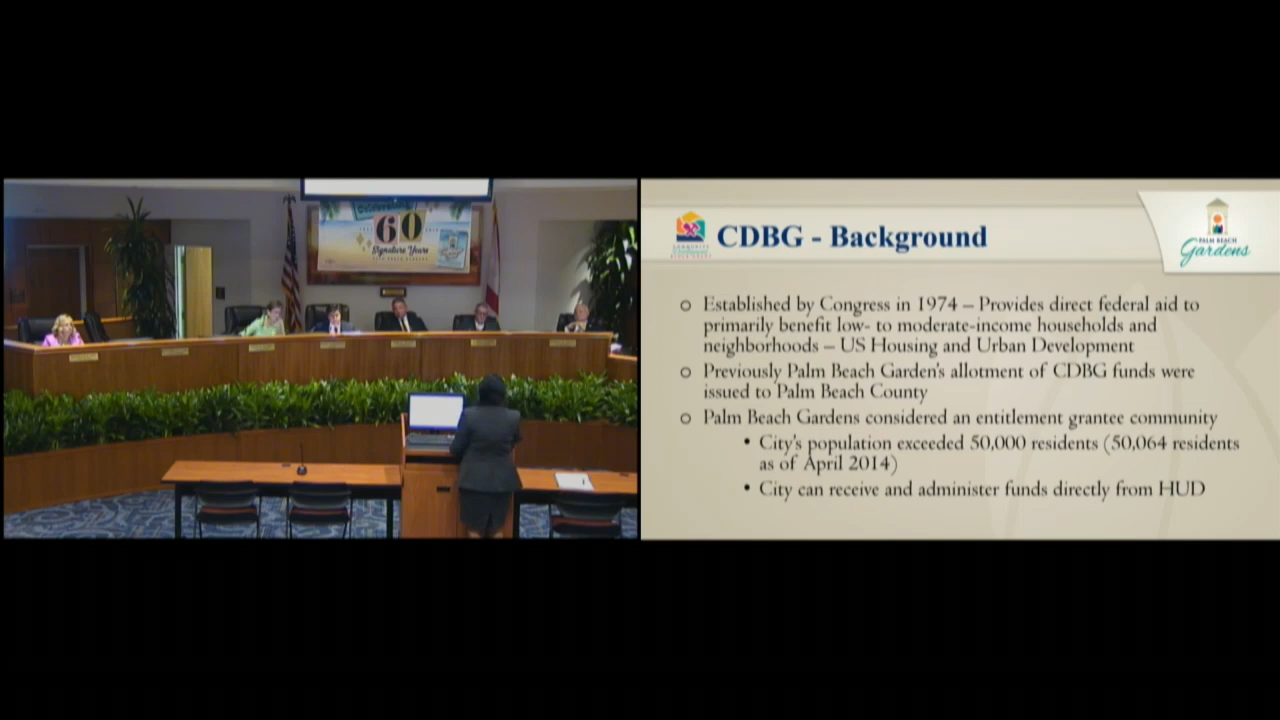 60
Signature Years
PALM BEACH GARDENS
CDBG - Background
PALM BEACH
Gardens
o Established by Congress in 1974 – Provides direct federal aid to
primarily benefit low- to moderate-income households and
neighborhoods – US Housing and Urban Development
o Previously Palm Beach Garden's allotment of CDBG funds were
issued to Palm Beach County
o Palm Beach Gardens considered an entitlement grantee community
• City's population exceeded 50,000 residents (50,064 residents
as of April 2014)
• City can receive and administer funds directly from HUD